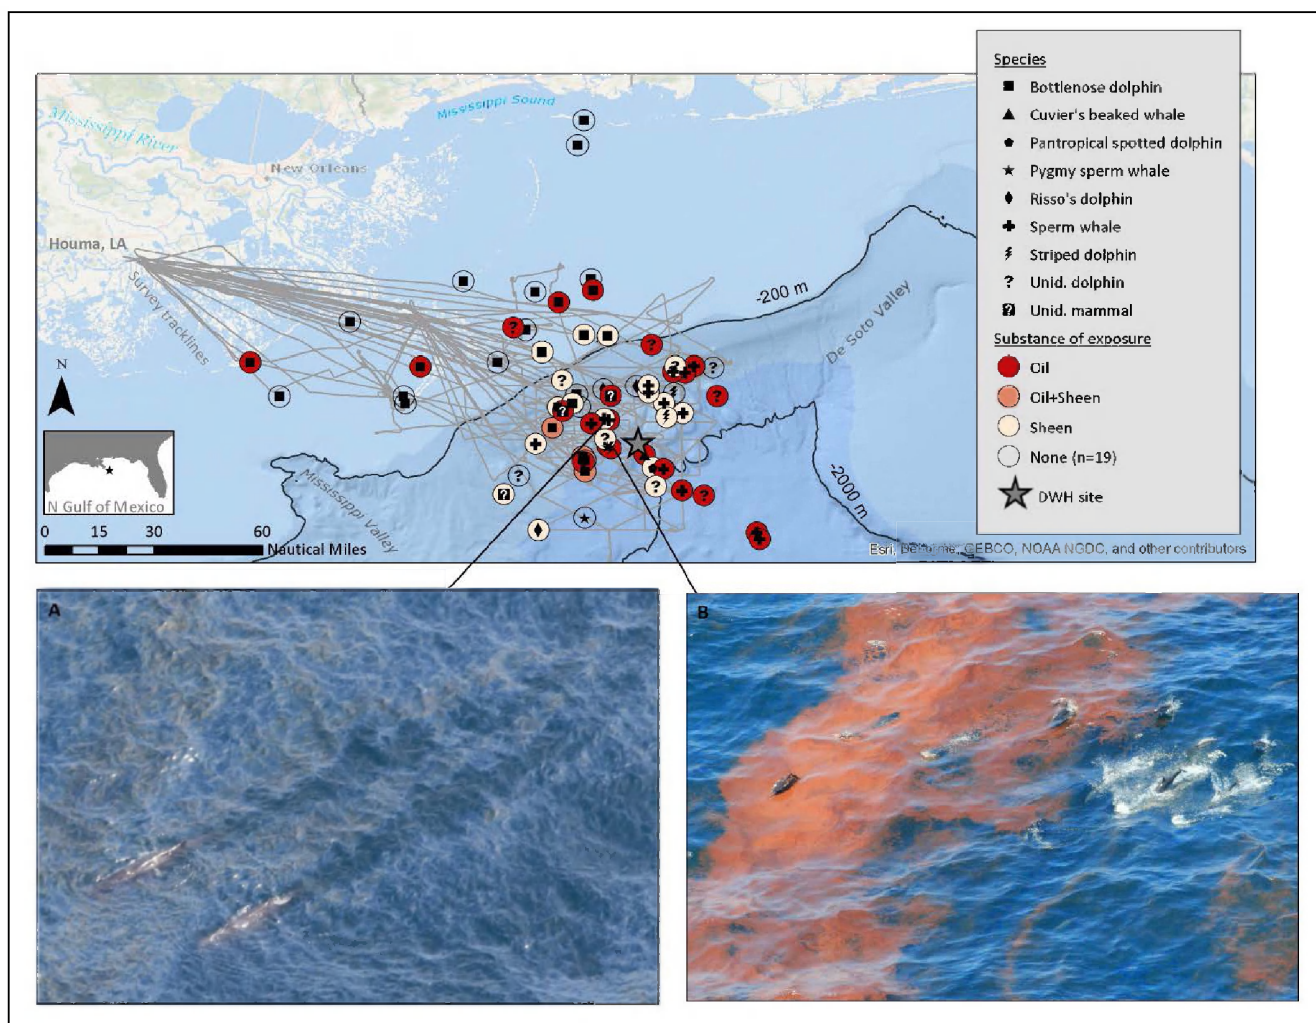 Species
Bottlenose dolphin
Cuvier's beaked whale
Pantropical spotted dolphin
Pygmy sperm whale
Risso's dolphin
Sperm whale
Striped dolphin
? Unid. dolphin
? Unid. mammal
Substance of exposure
Oil
Oil+Sheen
Sheen
None (n=19)
DWH site
Mississippi Sound
Mississippi River
New Orleans
Houma, LA
Survey tracklines
-200 m
De Soto Valley
-2000 m
Mississippi Valley
N
N Gulf of Mexico
0 15 30 60
Nautical Miles
Esri, DeLorme, GEBCO, NOAA NGDC, and other contributors
A
B